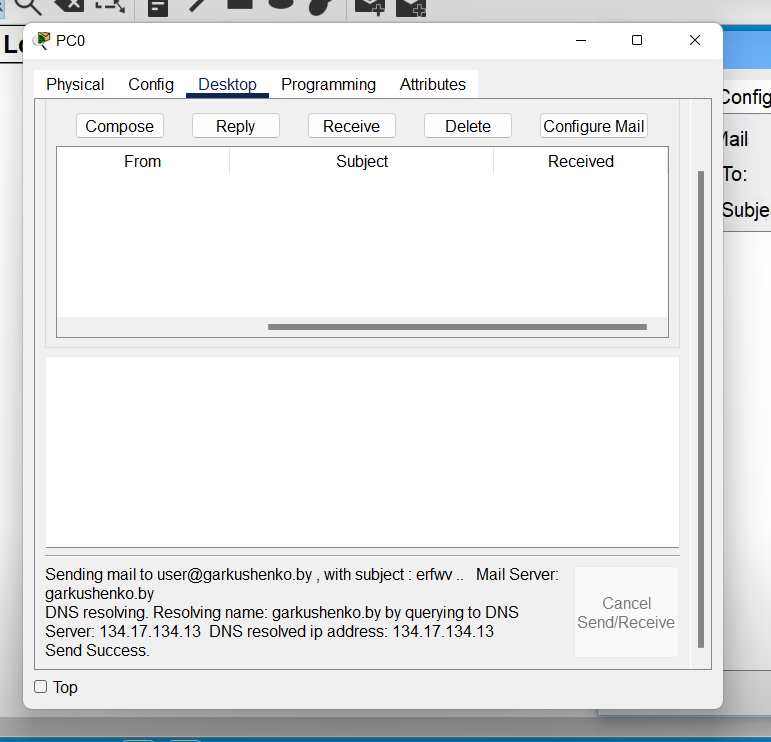 PC0
Physical Config Desktop Programming Attributes
Compose Reply Receive Delete Configure Mail
From Subject Received
Sending mail to user@garkushenko.by , with subject : erfwv ..   Mail Server:
garkushenko.by
DNS resolving. Resolving name: garkushenko.by by querying to DNS
Server: 134.17.134.13  DNS resolved ip address: 134.17.134.13
Send Success.
Cancel
Send/Receive
Top
Config
To: